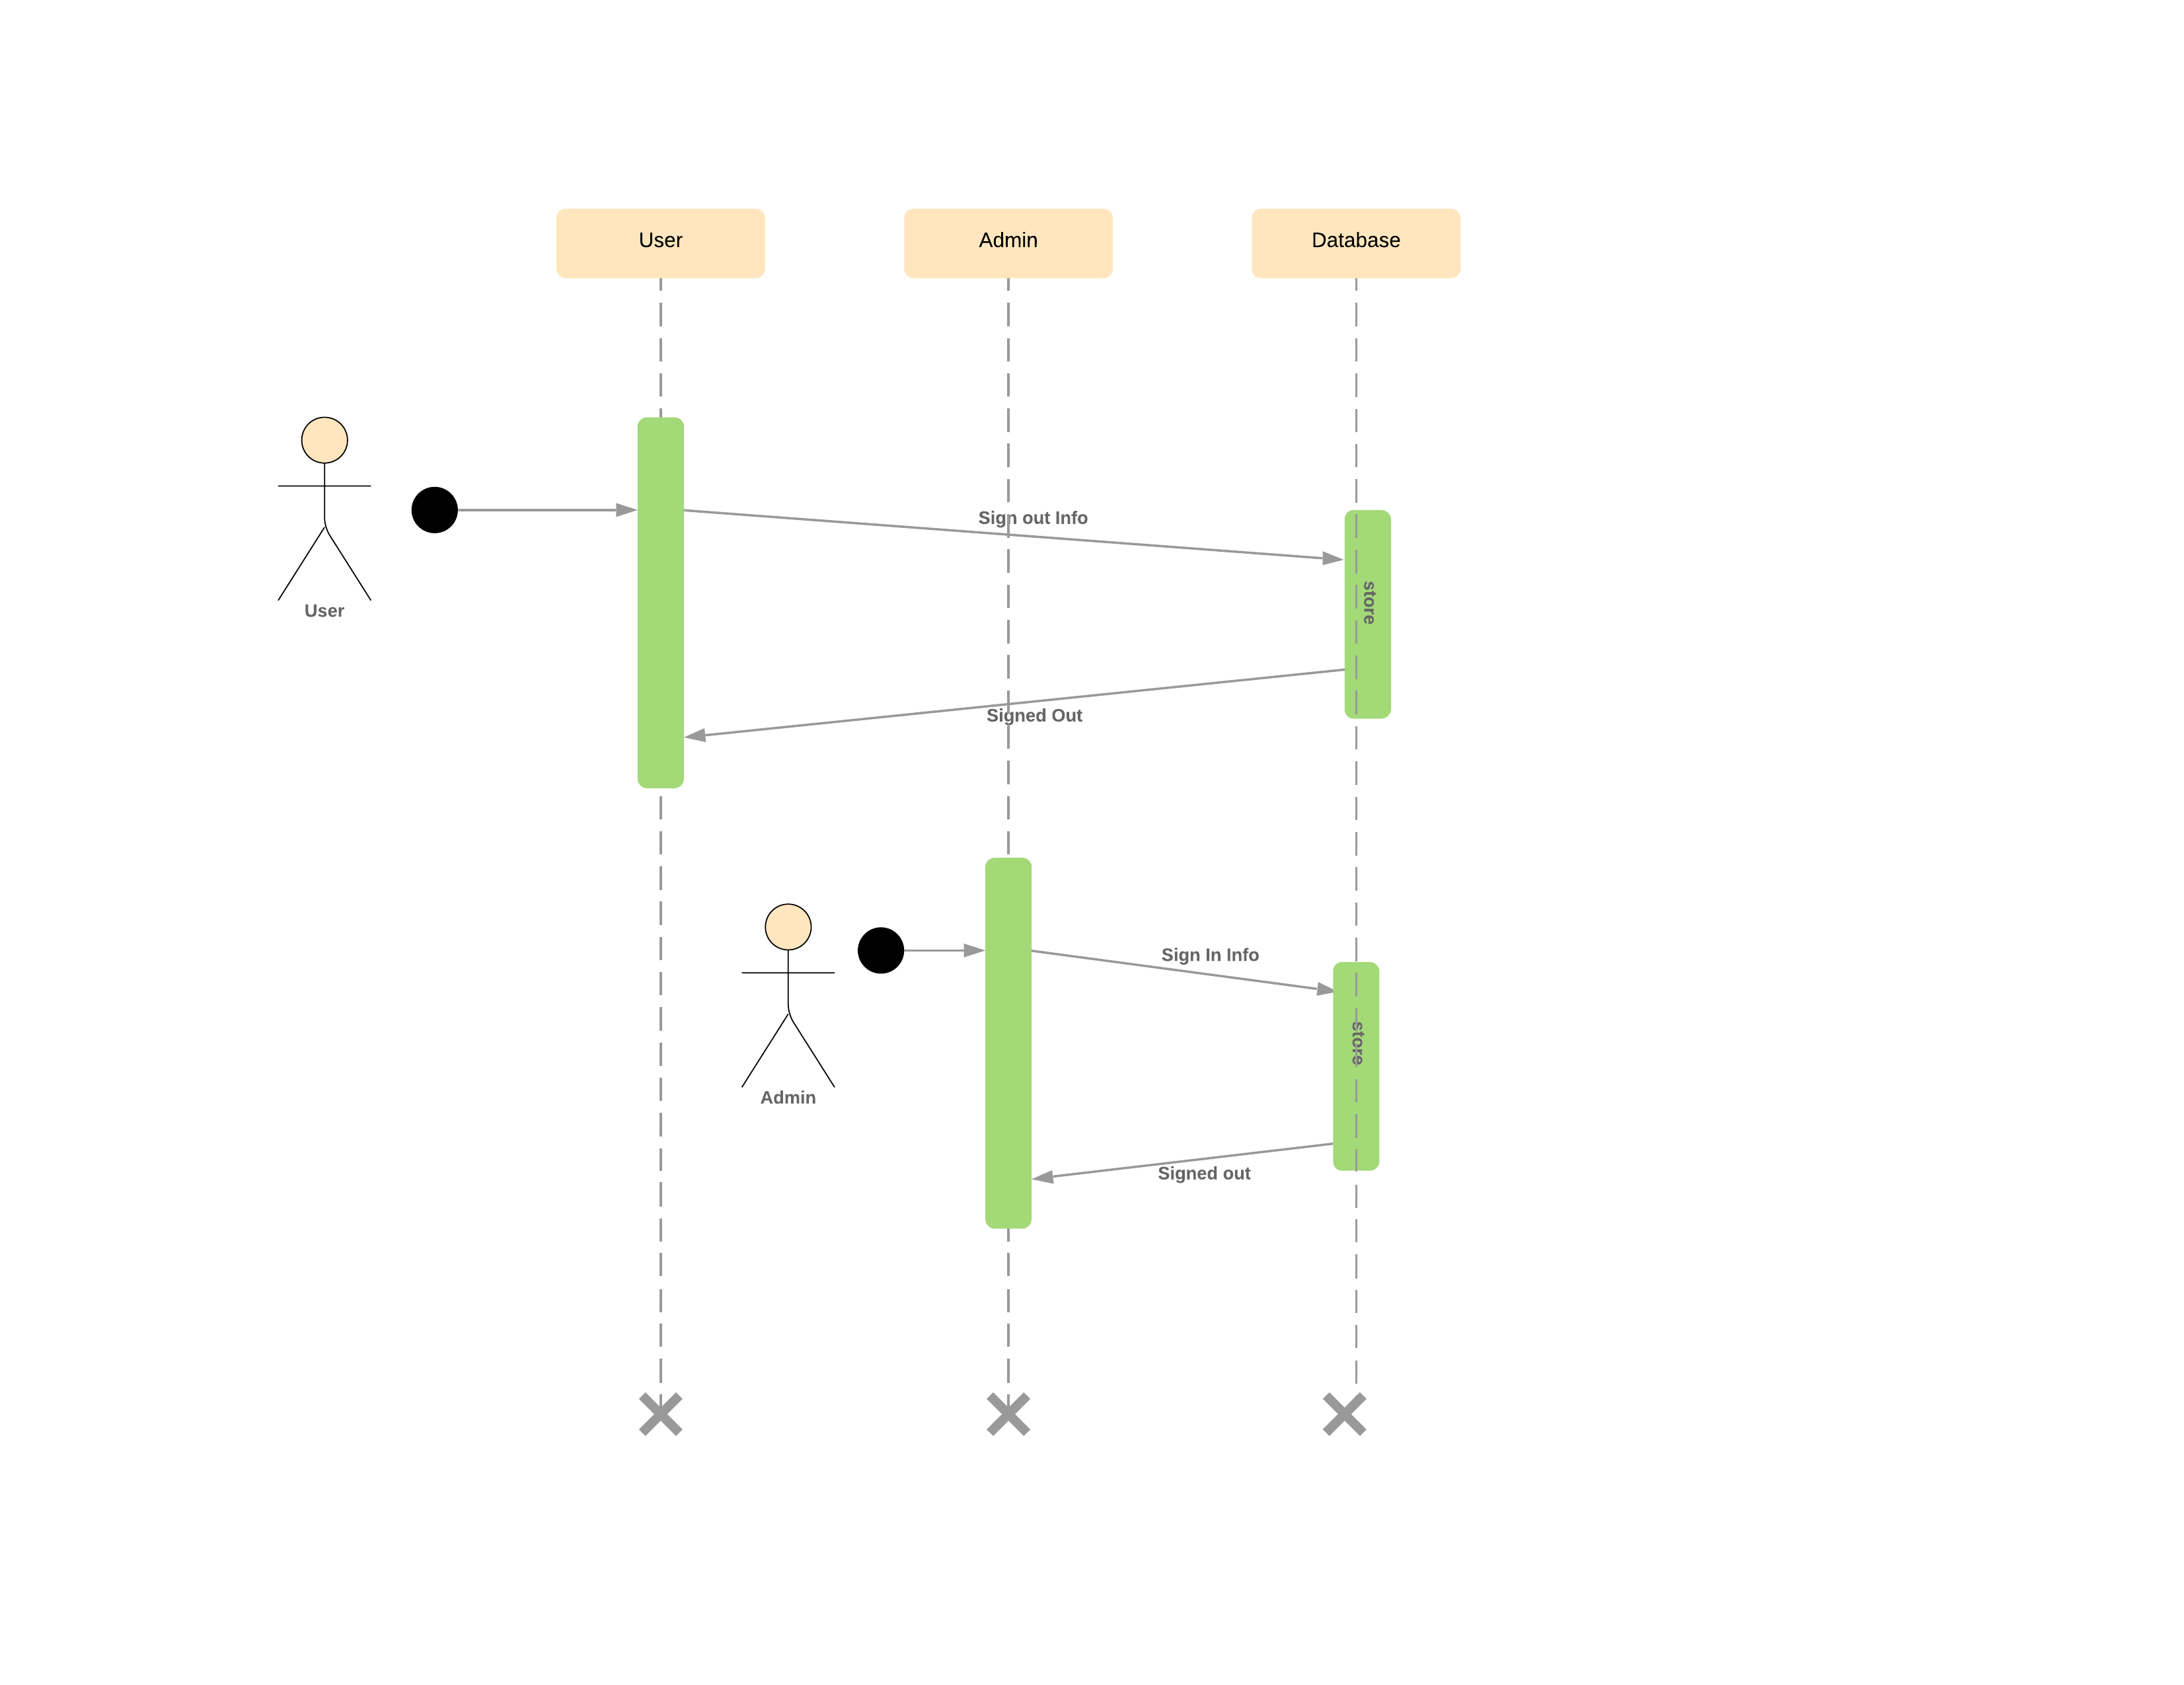 User
Admin
Database
Sign out Info
store
User
Signed Out
Sign In Info
store
Admin
Signed out